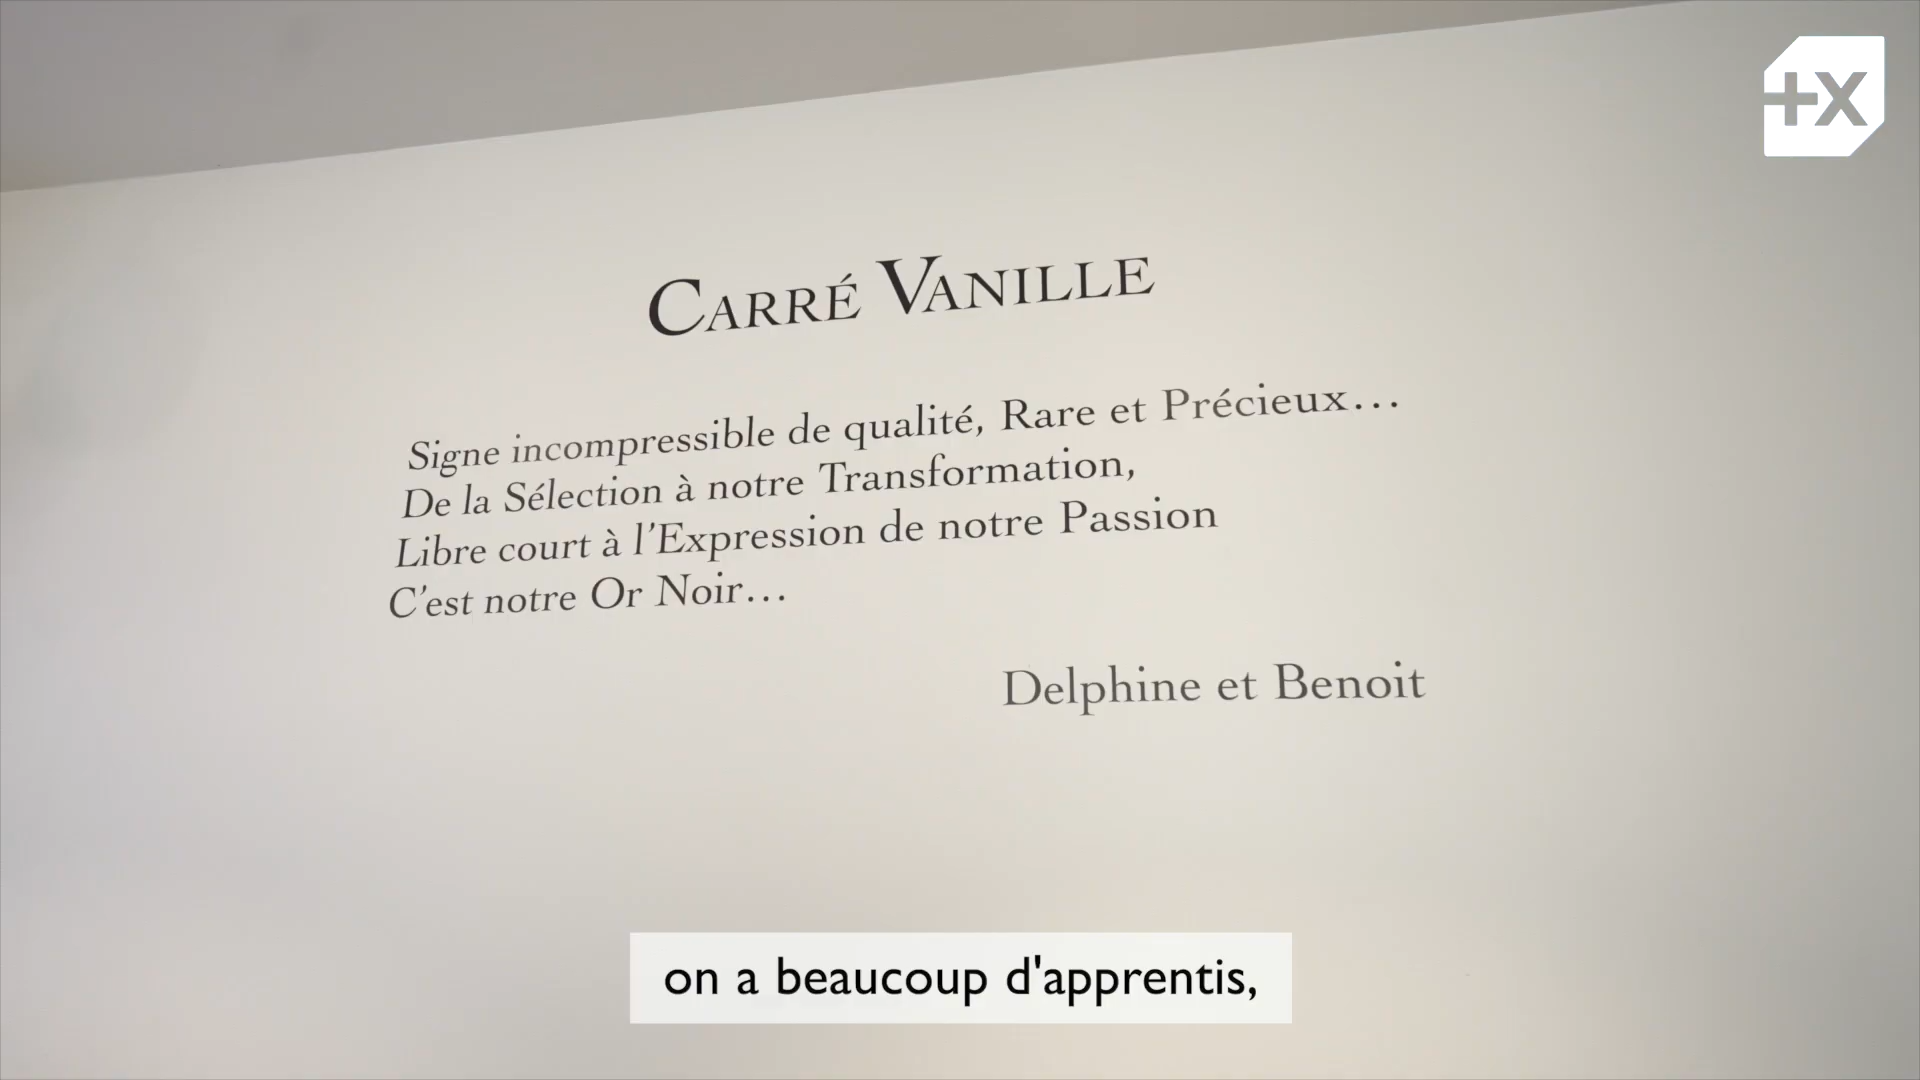 +X
CARRÉ VANILLE
Signe incompressible de qualité, Rare et Précieux...
De la Sélection à notre Transformation,
Libre court à l'Expression de notre Passion
C'est notre Or Noir...
Delphine et Benoit
on a beaucoup d'apprentis,